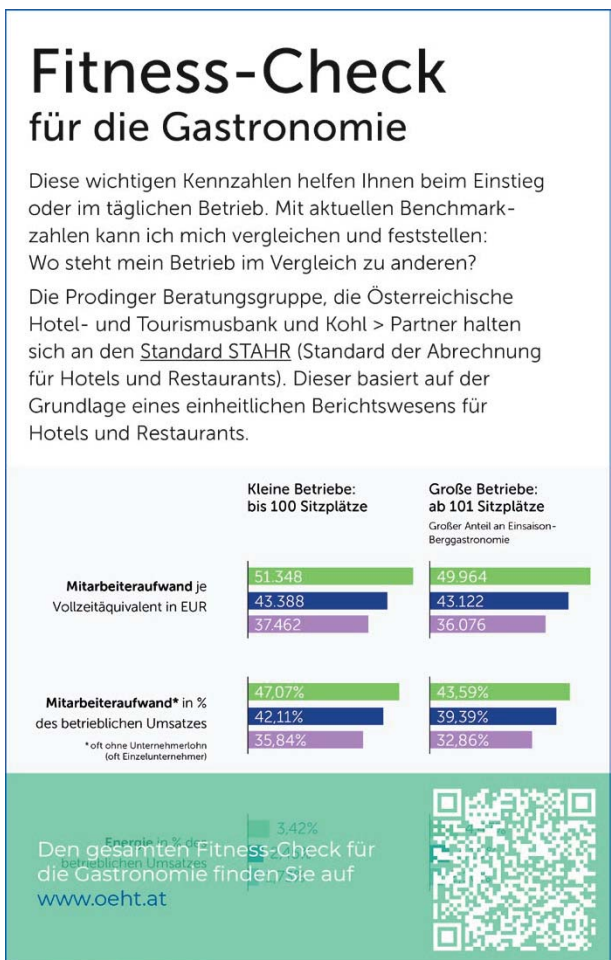 Fitness-Check
für die Gastronomie
Diese wichtigen Kennzahlen helfen Ihnen beim Einstieg
oder im täglichen Betrieb. Mit aktuellen Benchmark-
zahlen kann ich mich vergleichen und feststellen:
Wo steht mein Betrieb im Vergleich zu anderen?
Die Prodinger Beratungsgruppe, die Österreichische
Hotel- und Tourismusbank und Kohl > Partner halten
sich an den Standard STAHR (Standard der Abrechnung
für Hotels und Restaurants). Dieser basiert auf der
Grundlage eines einheitlichen Berichtswesens für
Hotels und Restaurants.
Kleine Betriebe:
bis 100 Sitzplätze
Große Betriebe:
ab 101 Sitzplätze
Großer Anteil an Einsaison-
Berggastronomie
Mitarbeiteraufwand je
Vollzeitäquivalent in EUR
51.348
43.388
37.462
49.964
43.122
36.076
Mitarbeiteraufwand* in %
des betrieblichen Umsatzes
*oft ohne Unternehmerlohn
(oft Einzelunternehmer)
47,07%
42,11%
35,84%
43,59%
39,39%
32,86%
Energie in % des
betrieblichen Umsatzes
3,42%
Den gesamten Fitness-Check für
die Gastronomie finden Sie auf
www.oeht.at